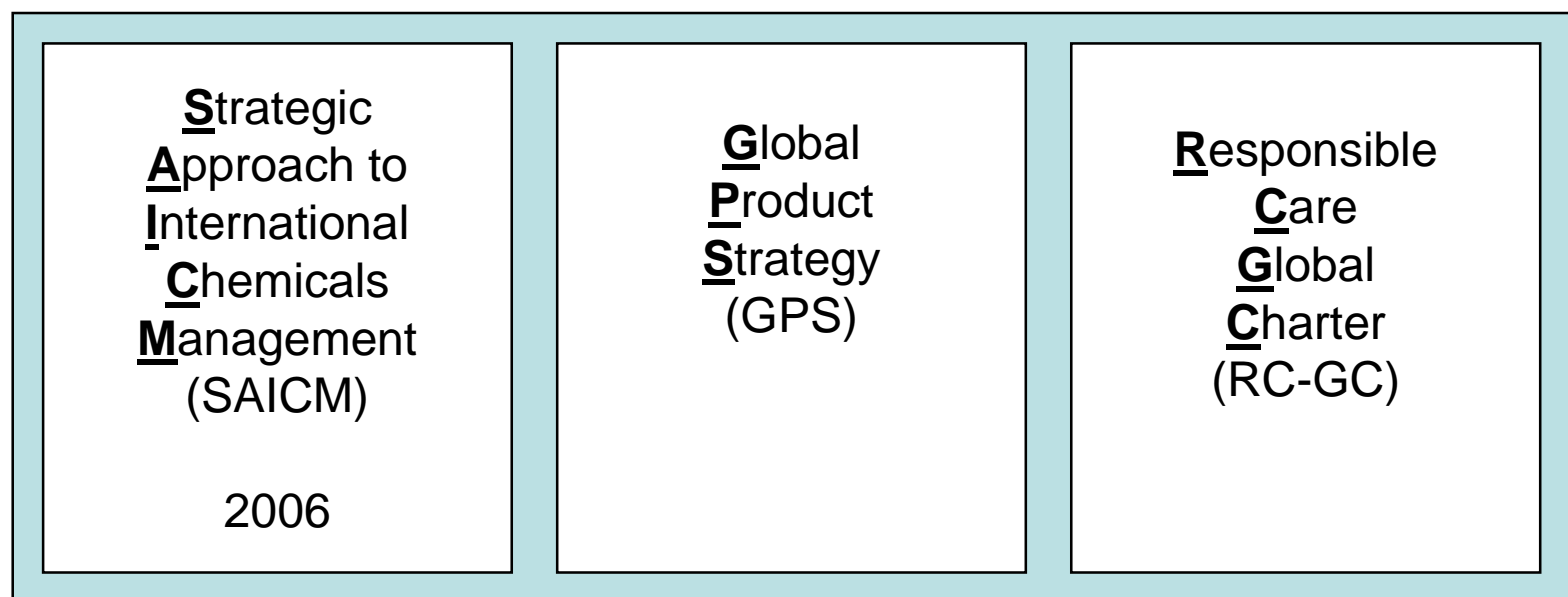 Strategic
Approach to
International
Chemicals
Management
(SAICM)
2006
Global
Product
Strategy
(GPS)
Responsible
Care
Global
Charter
(RC-GC)